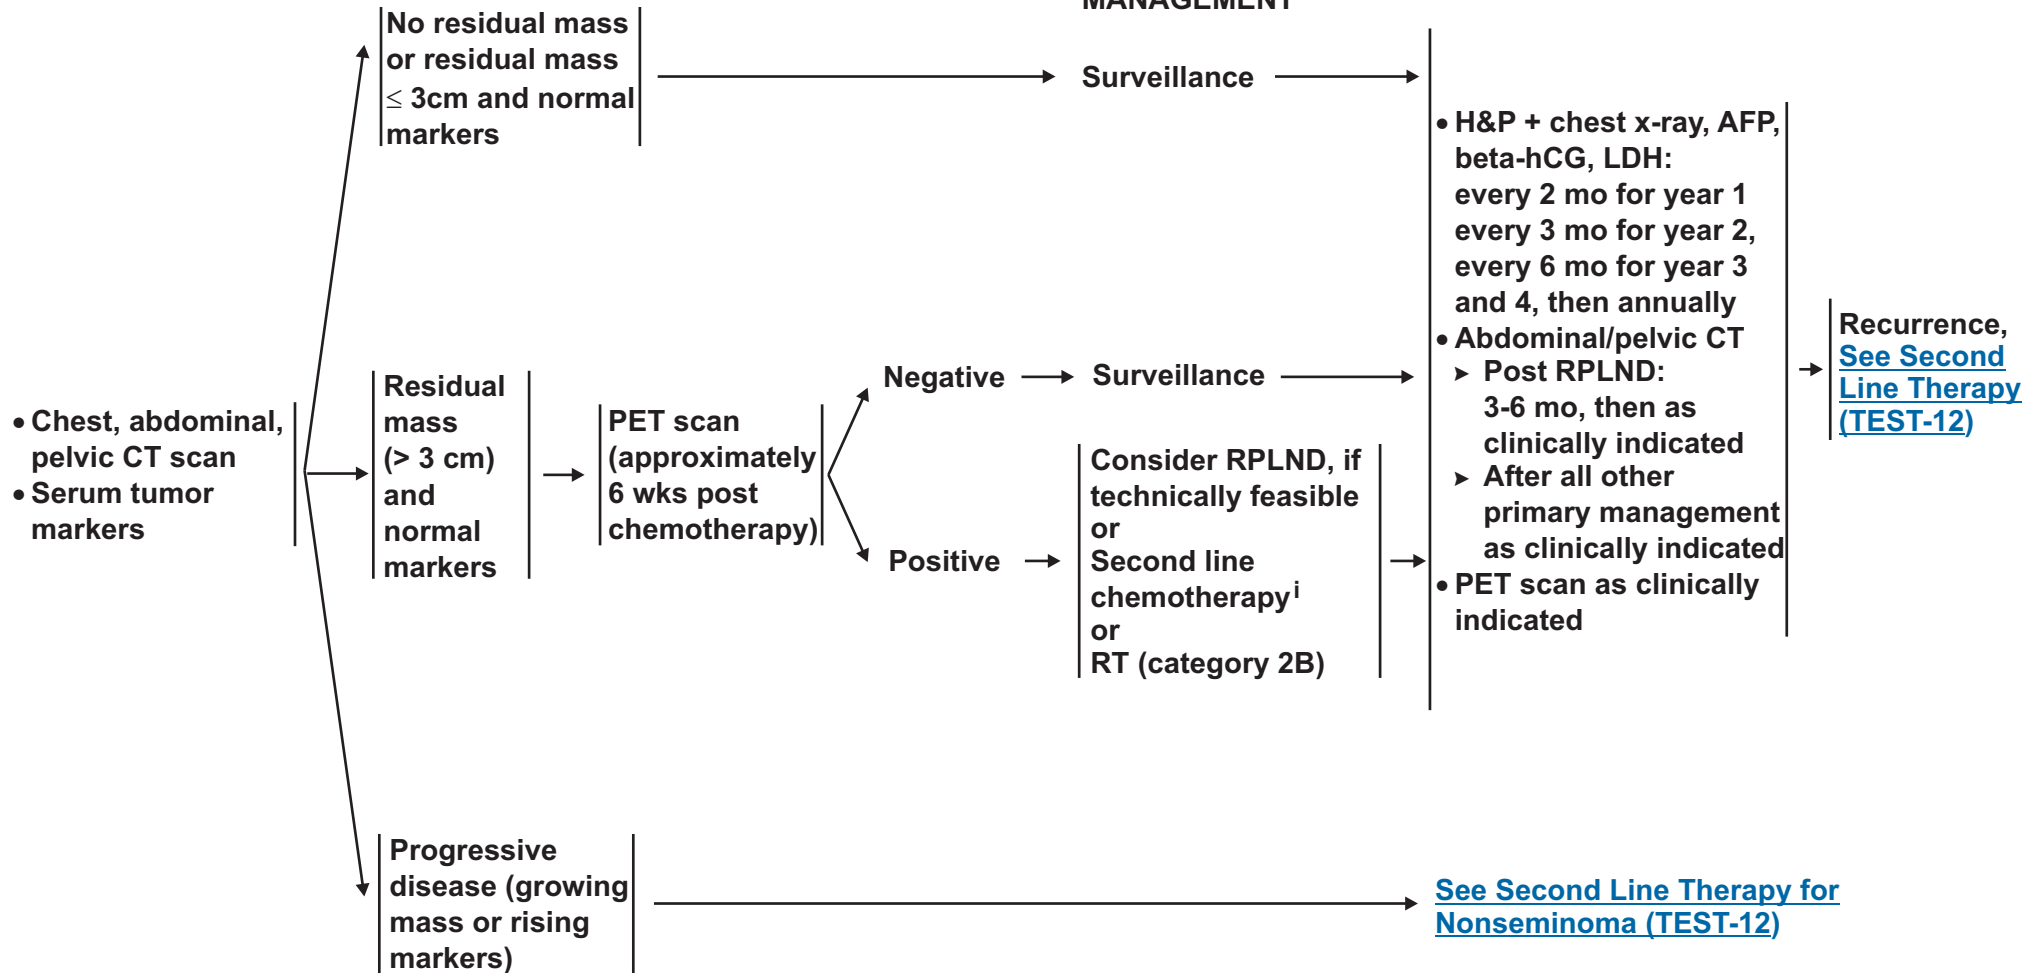 MANAGEMENT
No residual mass
or residual mass
≤ 3cm and normal
markers
Surveillance
• Chest, abdominal,
pelvic CT scan
• Serum tumor
markers
Residual
mass
(> 3 cm)
and
normal
markers
PET scan
(approximately
6 wks post
chemotherapy)
Negative
Surveillance
Positive
Consider RPLND, if
technically feasible
or
Second line
chemotherapy i
or
RT (category 2B)
• H&P + chest x-ray, AFP,
beta-hCG, LDH:
every 2 mo for year 1
every 3 mo for year 2,
every 6 mo for year 3
and 4, then annually
• Abdominal/pelvic CT
➤ Post RPLND:
3-6 mo, then as
clinically indicated
➤ After all other
primary management
as clinically indicated
• PET scan as clinically
indicated
Recurrence,
See Second
Line Therapy
(TEST-12)
Progressive
disease (growing
mass or rising
markers)
See Second Line Therapy for
Nonseminoma (TEST-12)